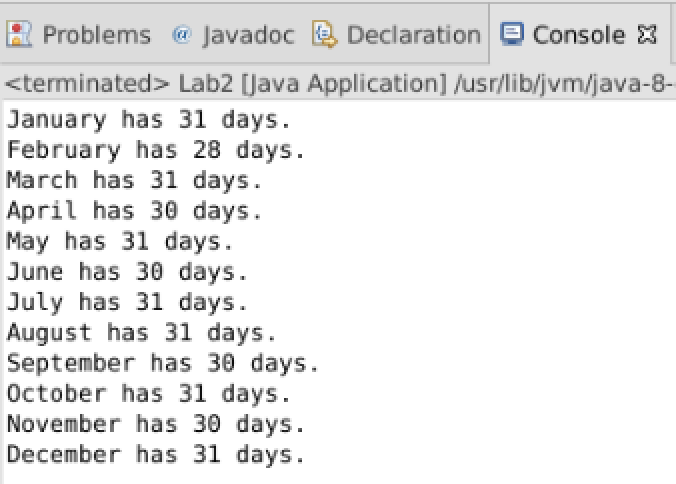 Problems @ Javadoc Declaration Console
<terminated> Lab2 [Java Application] /usr/lib/jvm/java-8-
January has 31 days.
February has 28 days.
March has 31 days.
April has 30 days.
May has 31 days.
June has 30 days.
July has 31 days.
August has 31 days.
September has 30 days.
October has 31 days.
November has 30 days.
December has 31 days.